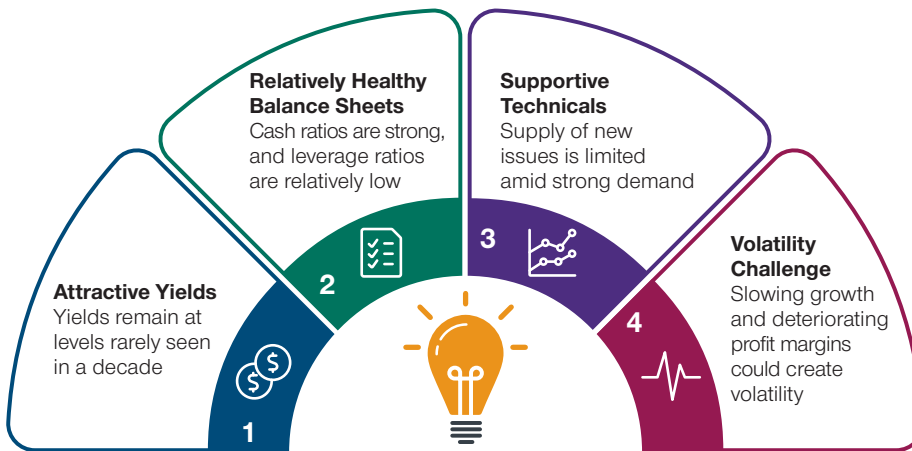 Attractive Yields
Yields remain at
levels rarely seen
in a decade
$
$
1
Relatively Healthy
Balance Sheets
Cash ratios are strong,
and leverage ratios
are relatively low
2
Supportive
Technicals
Supply of new
issues is limited
amid strong demand
3
Volatility
Challenge
Slowing growth
and deteriorating
profit margins
could create
volatility
4